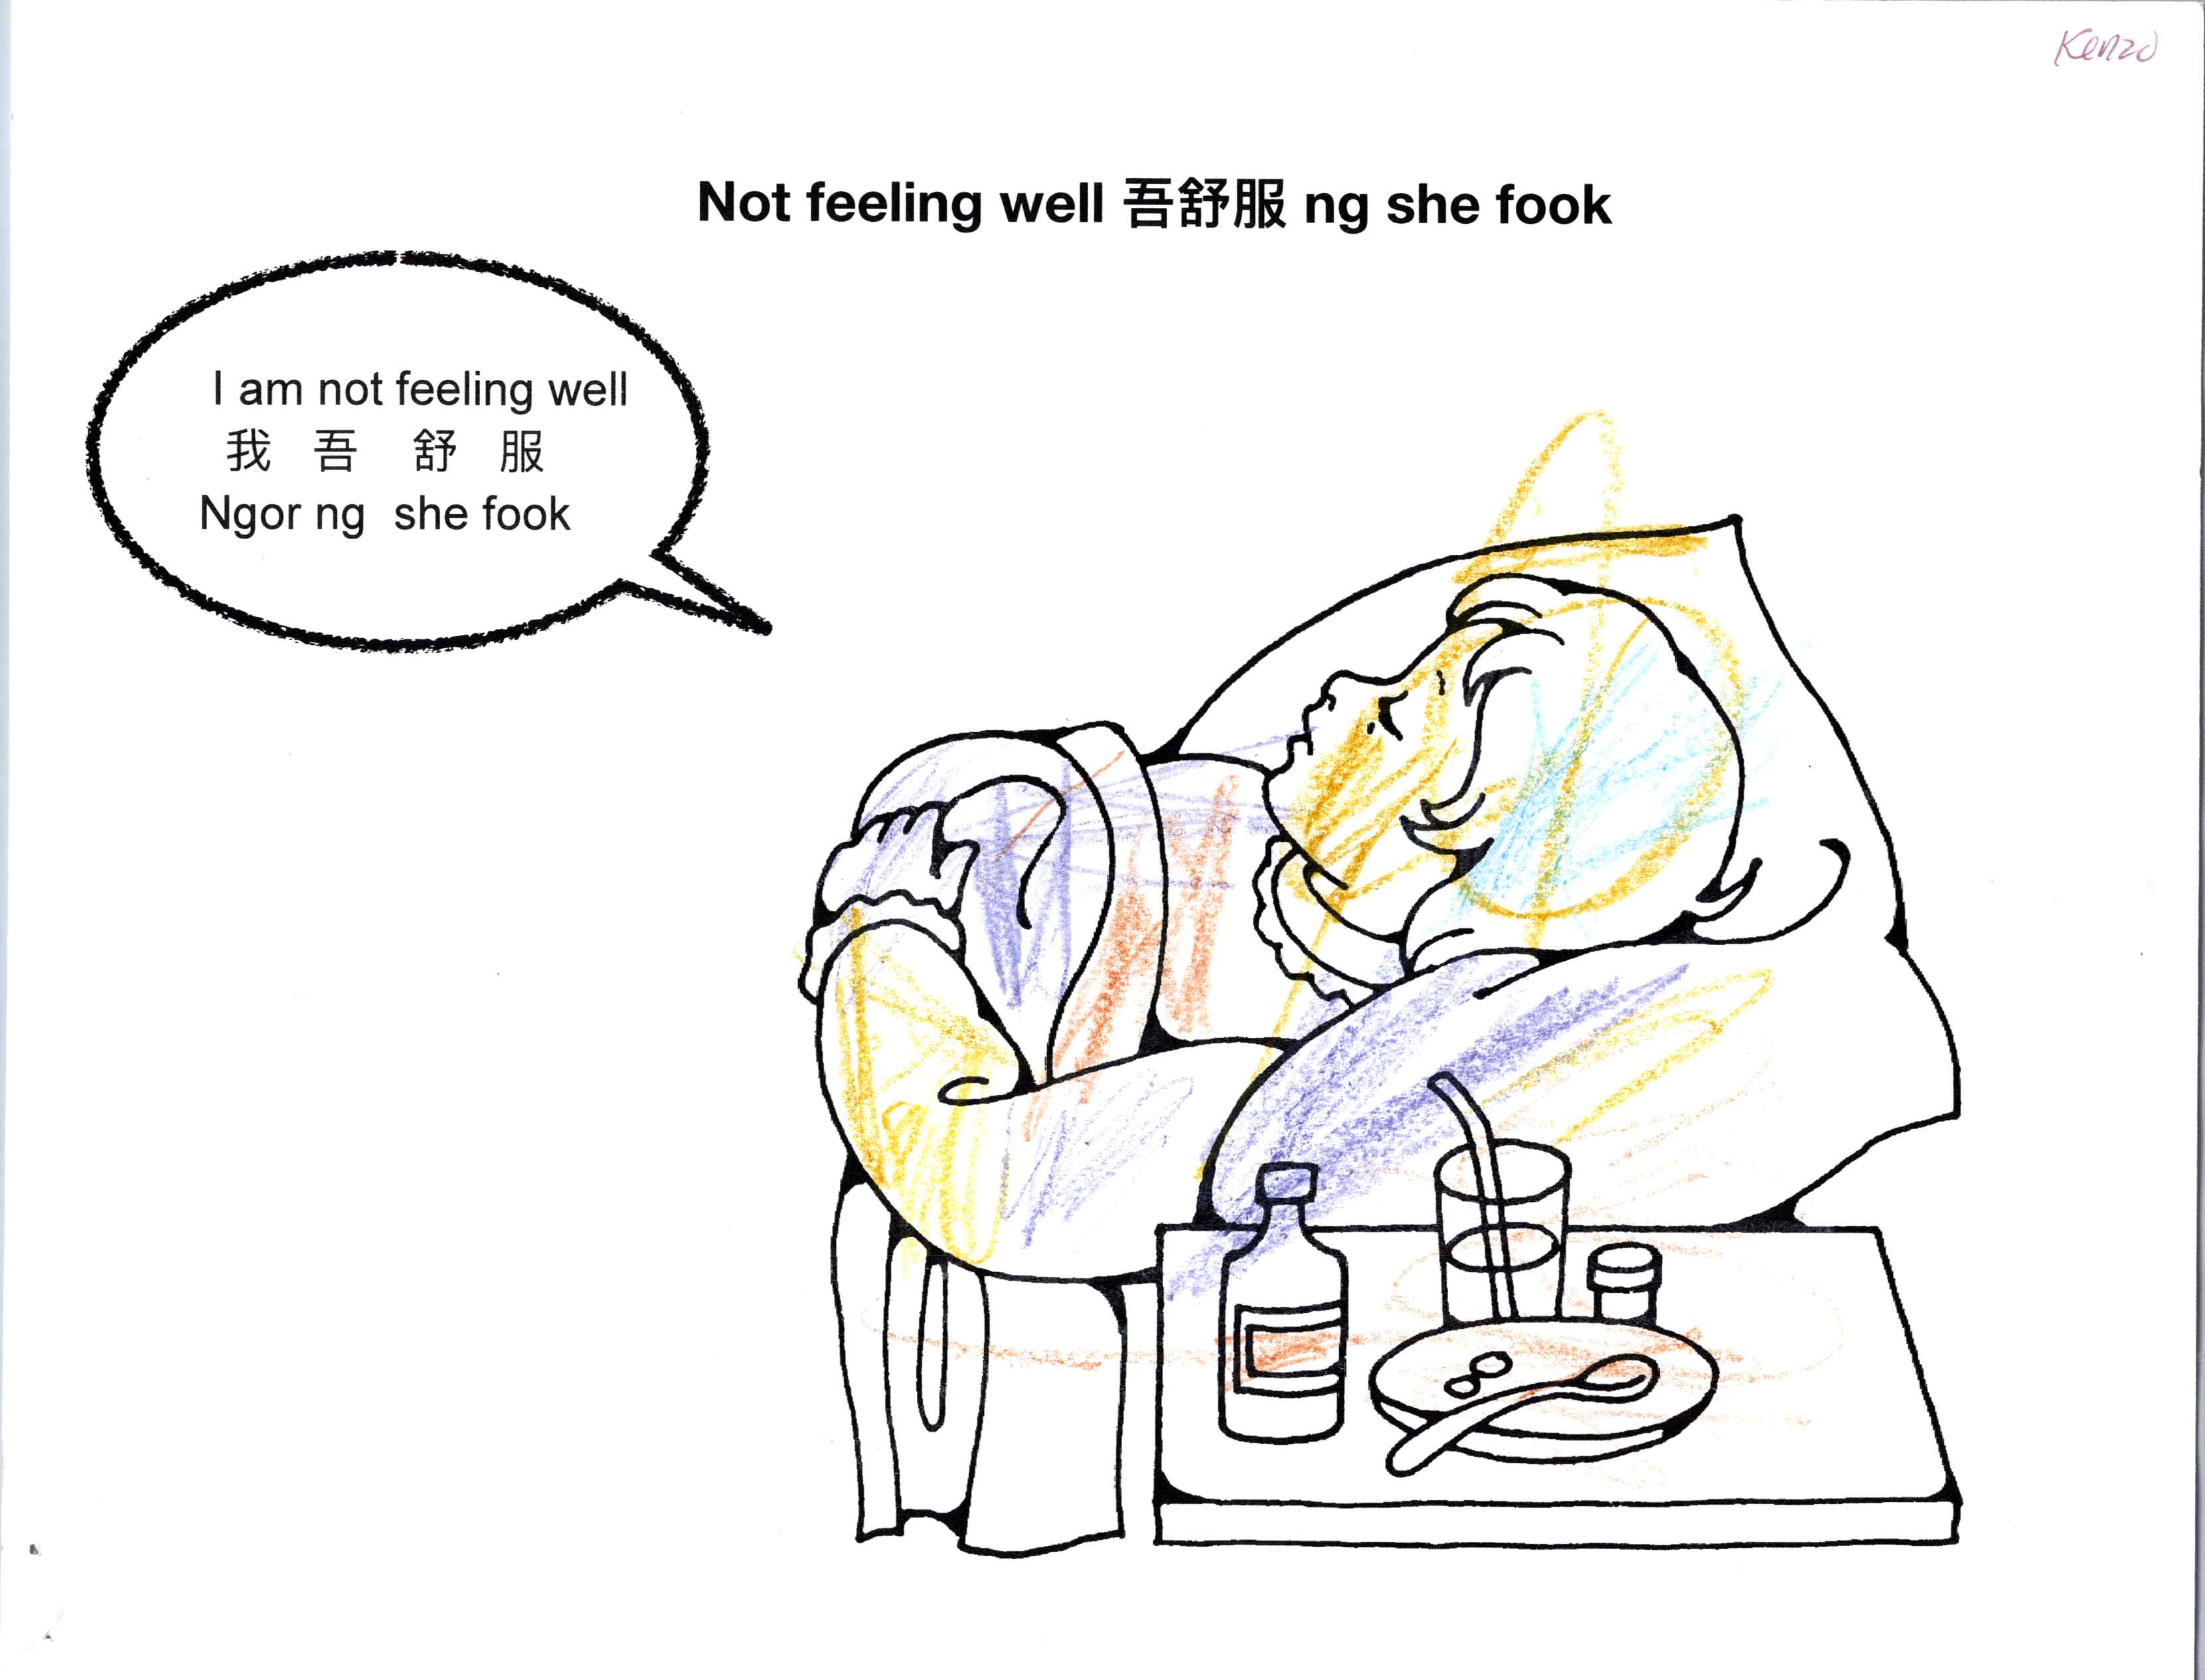 Kenzo
Not feeling well 吾舒服 ng she fook
I am not feeling well
我 吾 舒 服
Ngor ng she fook